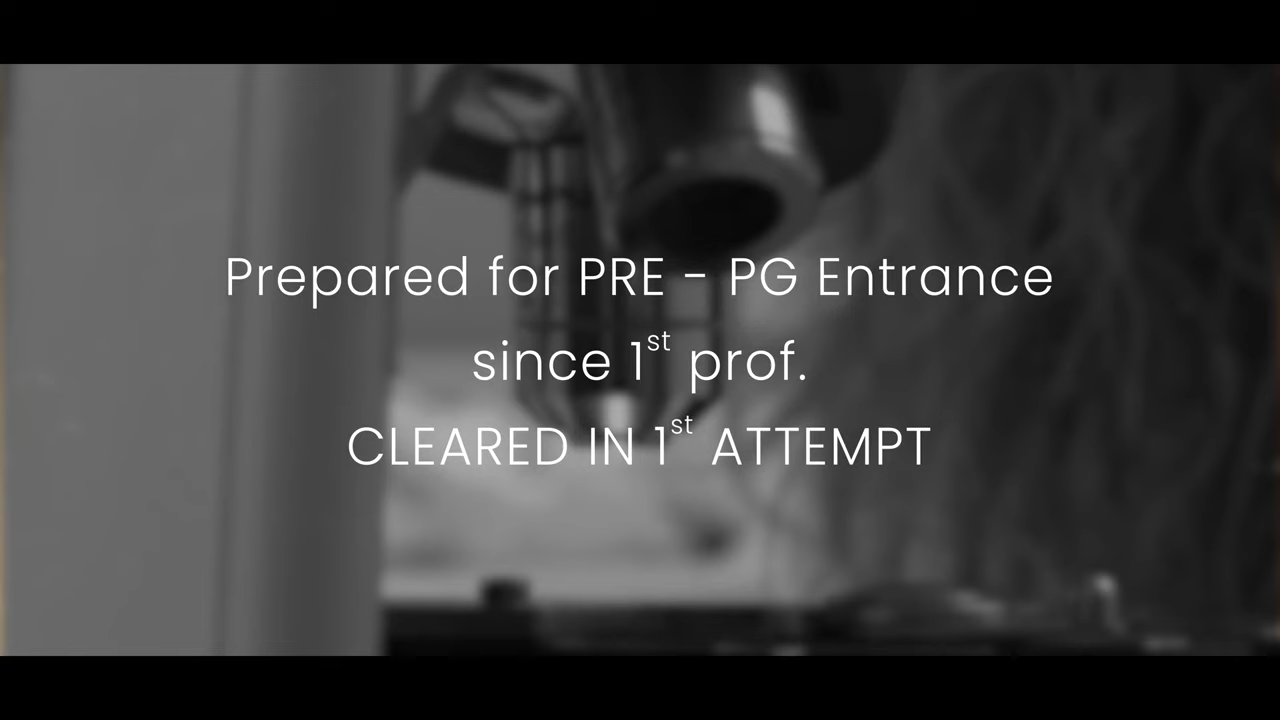 Prepared for PRE - PG Entrance
since 1st prof.
CLEARED IN 1st ATTEMPT